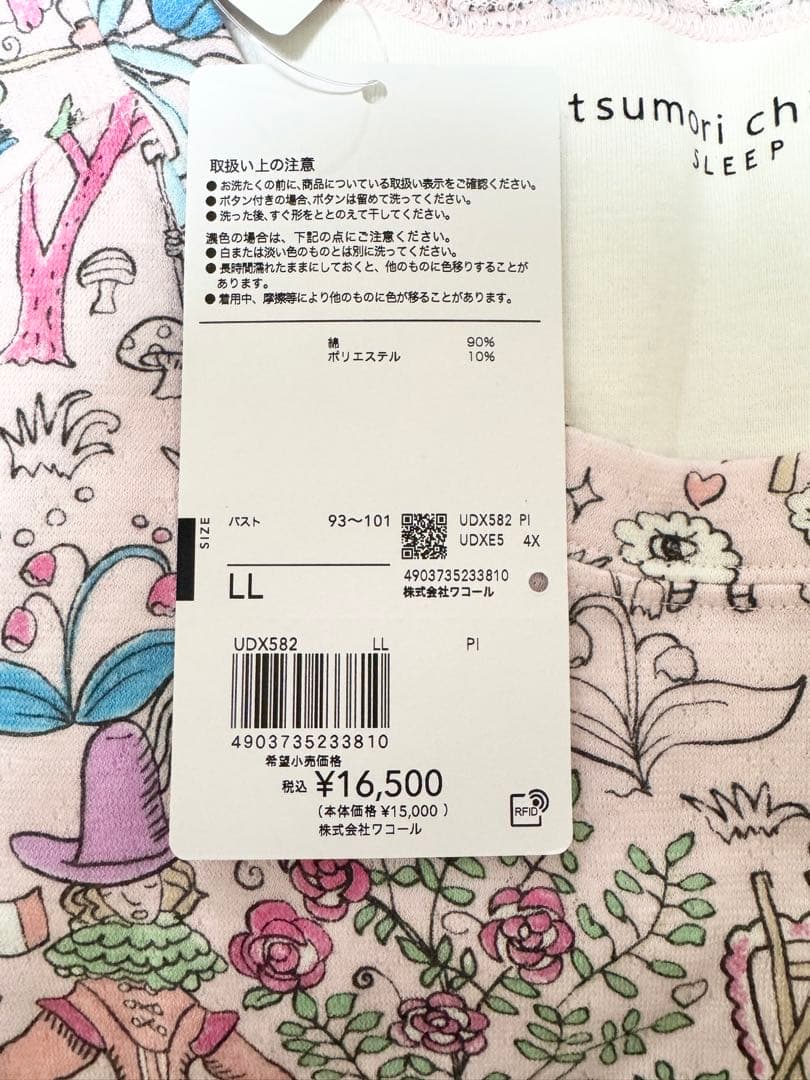 tsumori ch
SLEEP
取扱い上の注意
●お洗たくの前に、商品についている取扱い表示をご確認ください。
●ボタン付きの場合、ボタンは留めて洗ってください。
●洗った後、すぐ形をととのえて干してください。
濃色の場合は、下記の点にご注意ください。
●白または淡い色のものとは別に洗ってください。
●長時間濡れたままにしておくと、他のものに色移りすることが
あります。
●着用中、摩擦等により他のものに色が移ることがあります。
綿 90%
ポリエステル 10%
SIZE
バスト 93〜101
LL
UDX582 PI
UDXE5 4X
4903735233810
株式会社ワコール
UDX582 LL PI
4903735233810
希望小売価格
税込 ¥16,500
（本体価格 ¥15,000 ）
株式会社ワコール
RFID